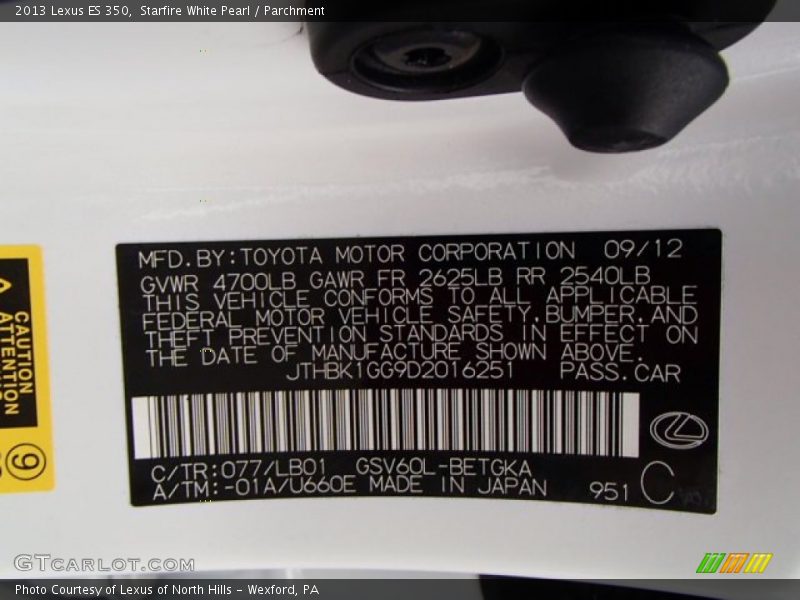 2013 Lexus ES 350, Starfire White Pearl / Parchment
MFD.BY:TOYOTA MOTOR CORPORATION 09/12
GVWR 4700LB GAWR FR 2625LB RR 2540LB
THIS VEHICLE CONFORMS TO ALL APPLICABLE
FEDERAL MOTOR VEHICLE SAFETY,BUMPER,AND
THEFT PREVENTION STANDARDS IN EFFECT ON
THE DATE OF MANUFACTURE SHOWN ABOVE.
JTHBK1GG9D2016251 PASS.CAR
C/TR:077/LB01 GSV60L-BETGKA
A/TM:-01A/U660E MADE IN JAPAN 951 C
CAUTION
ATTENTION
9
GTCARLOT.COM
Photo Courtesy of Lexus of North Hills - Wexford, PA